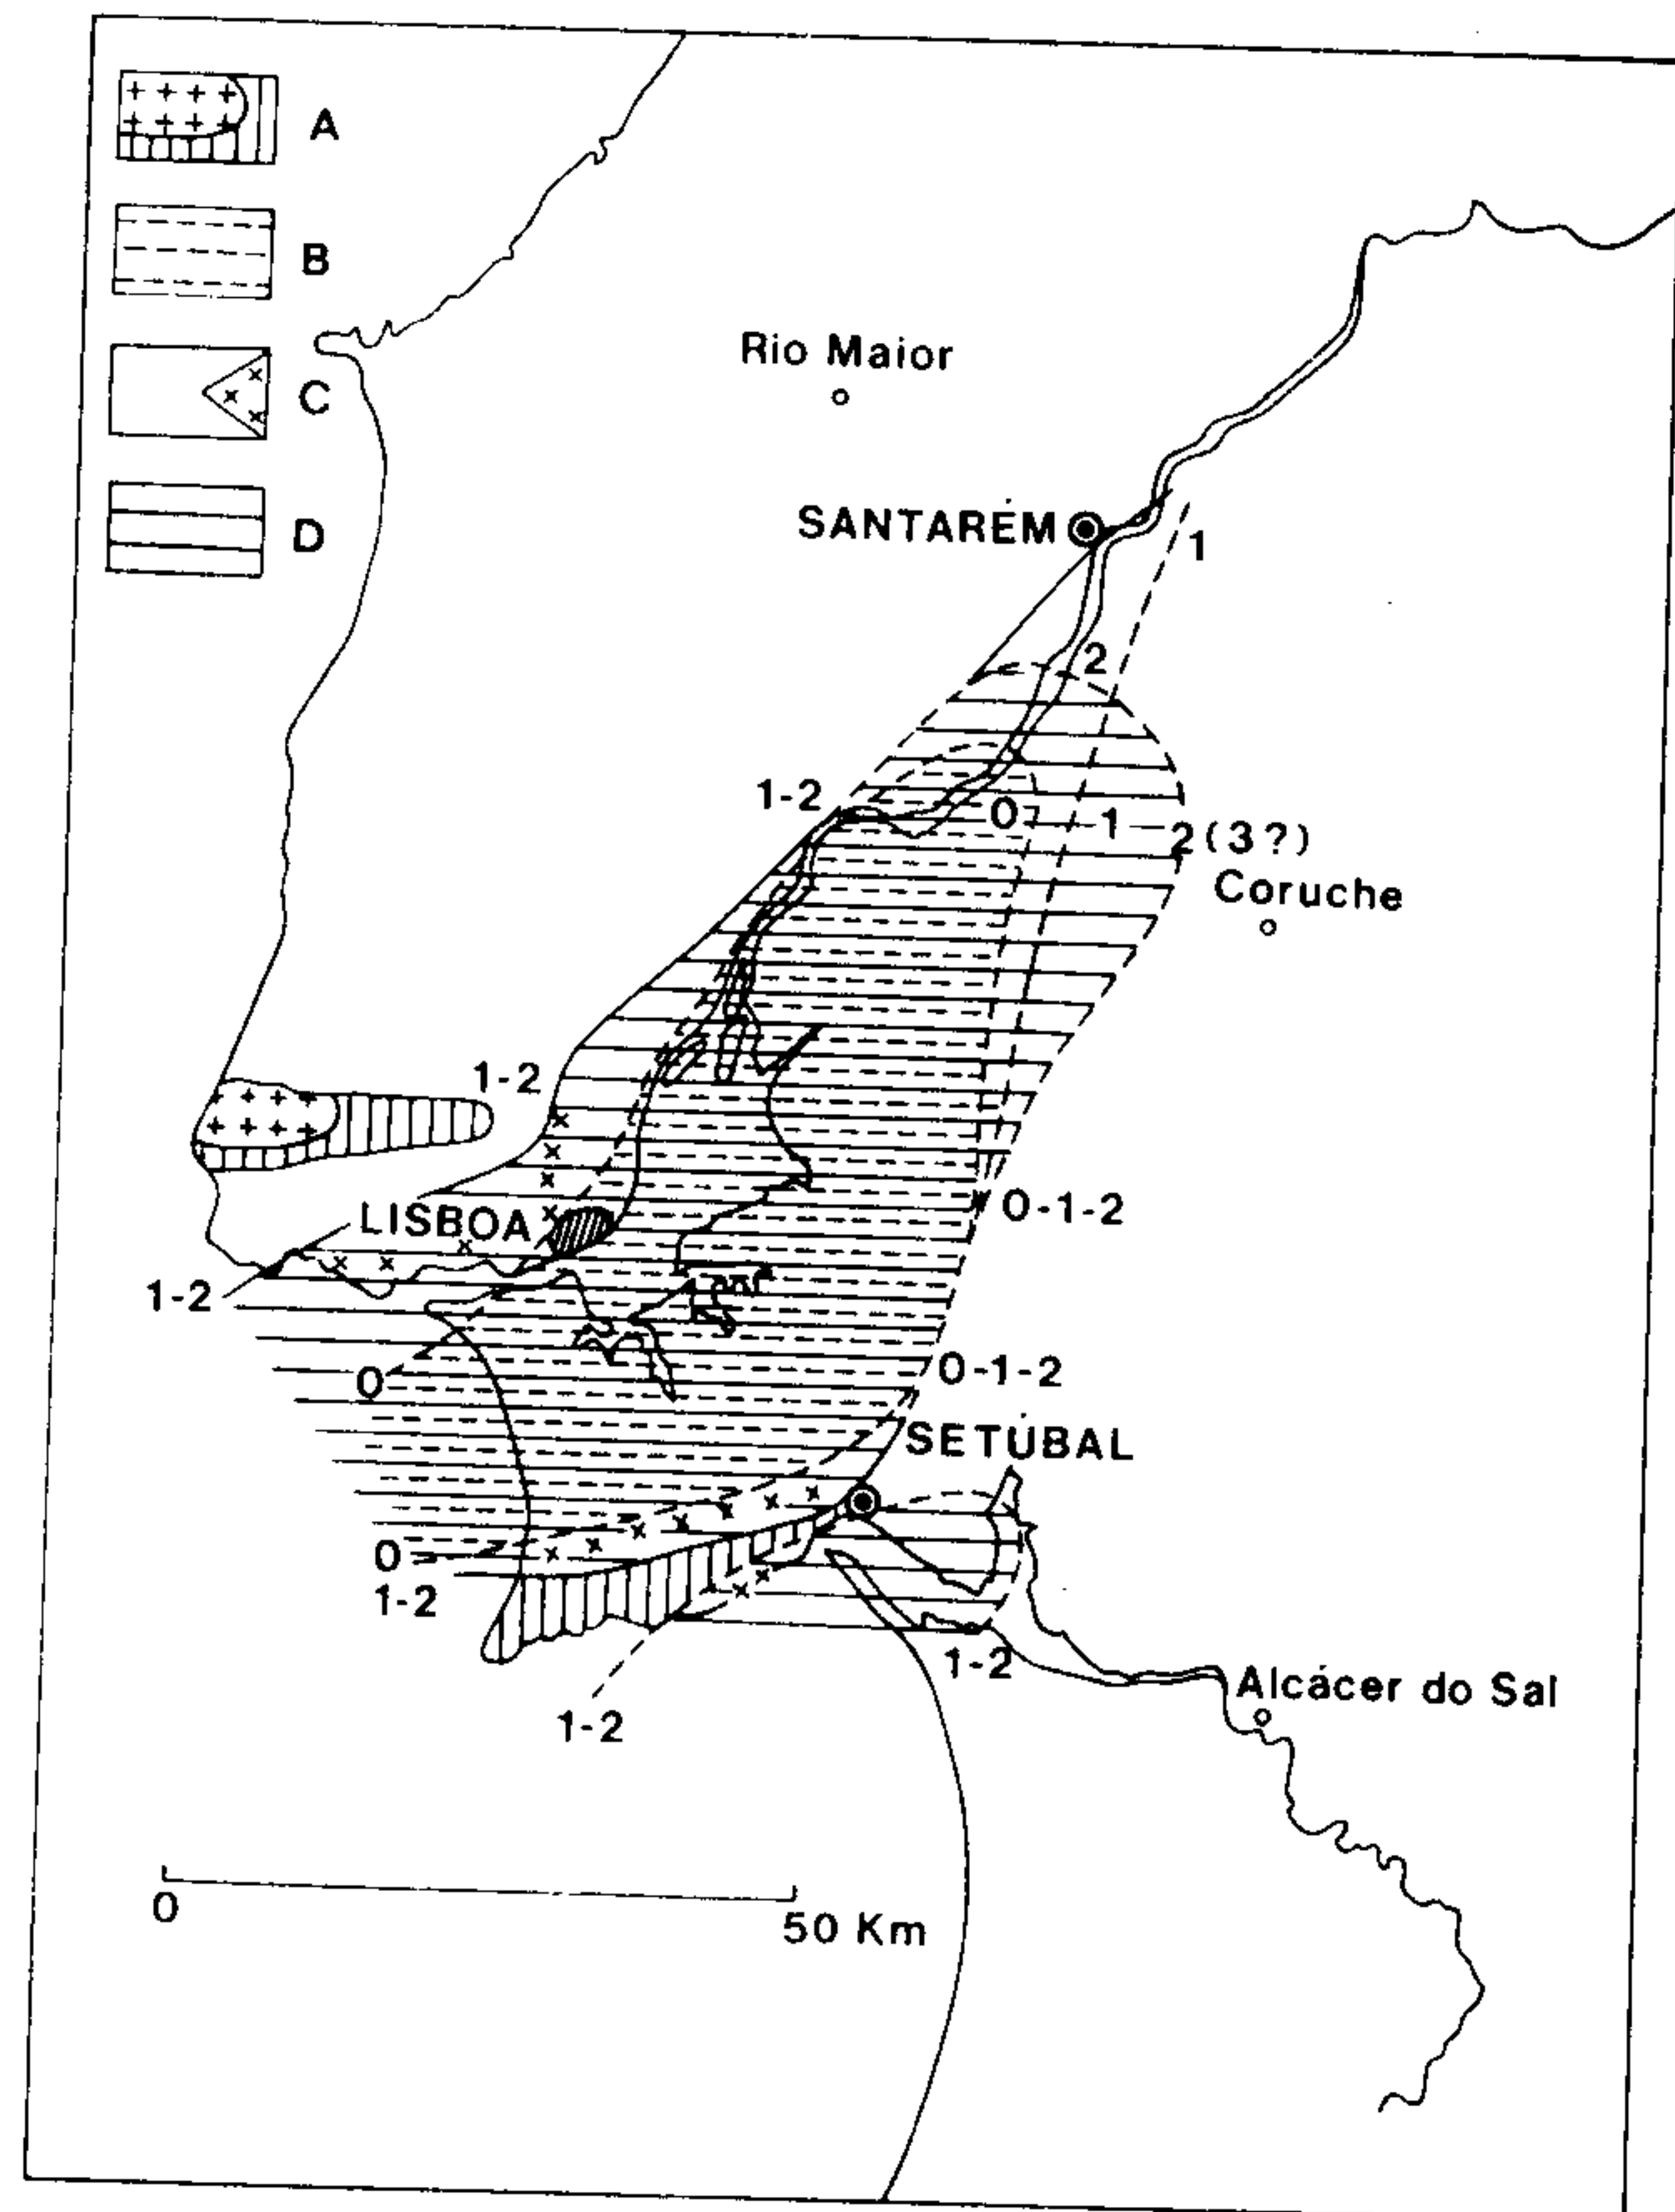 A
B
C
D
Rio Maior
SANTARÉM
1
2
1-2
0
1
2(3?)
Coruche
1-2
LISBOA
0-1-2
1-2
0
0-1-2
SETÚBAL
0
1-2
1-2
1-2
Alcácer do Sal
0
50 Km